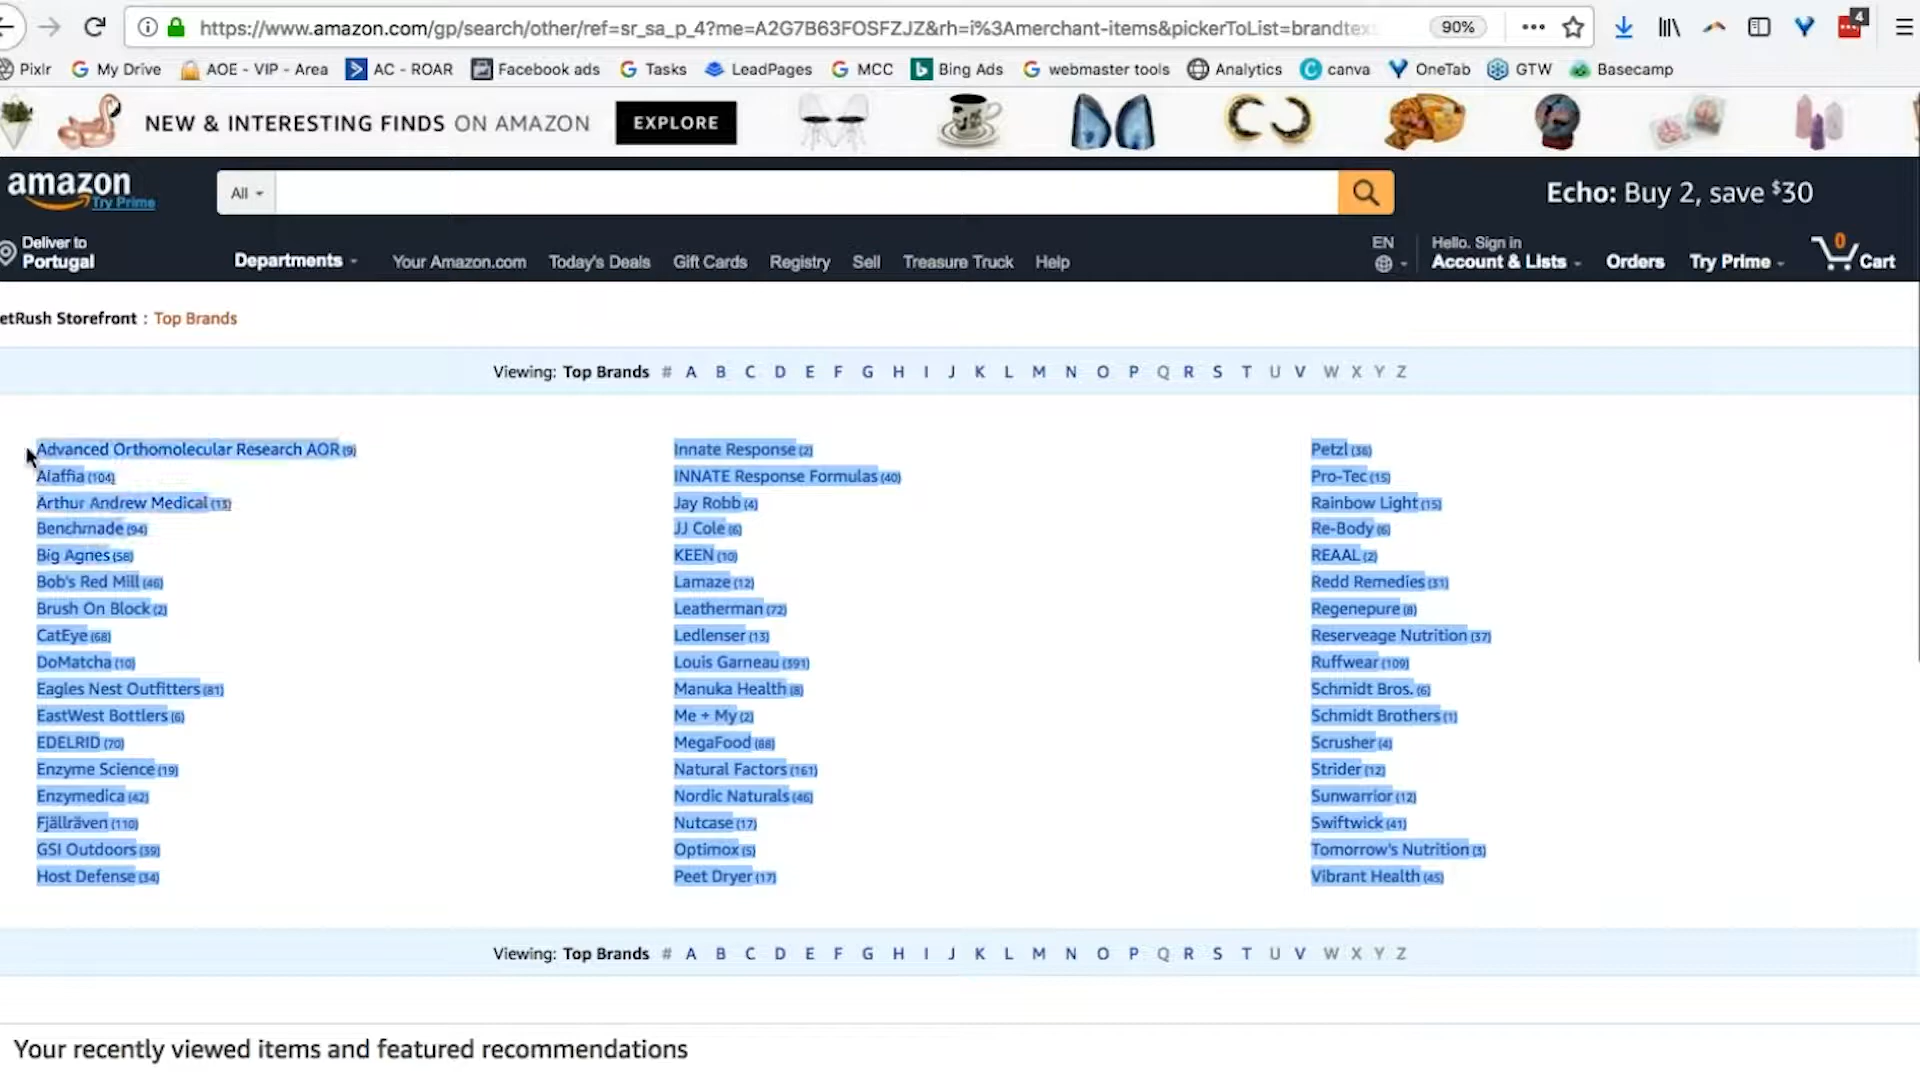 https://www.amazon.com/gp/search/other/ref=sr_sa_p_4?me=A2G7B63FOSFZJZ&rh=i%3Amerchant-items&pickerToList=brandtex
90%
4
Pixlr My Drive AOE - VIP - Area AC - ROAR Facebook ads Tasks LeadPages MCC Bing Ads webmaster tools Analytics canva OneTab GTW Basecamp
NEW & INTERESTING FINDS ON AMAZON EXPLORE
amazon
Try Prime
All
Echo: Buy 2, save $30
Deliver to
Portugal
Departments Your Amazon.com Today's Deals Gift Cards Registry Sell Treasure Truck Help
EN
Hello. Sign in
Account & Lists
Orders
Try Prime
0
Cart
etRush Storefront : Top Brands
Viewing: Top Brands # A B C D E F G H I J K L M N O P Q R S T U V W X Y Z
Advanced Orthomolecular Research AOR (9)
Alaffia (104)
Arthur Andrew Medical (13)
Benchmade (94)
Big Agnes (58)
Bob's Red Mill (46)
Brush On Block (2)
CatEye (68)
DoMatcha (10)
Eagles Nest Outfitters (81)
EastWest Bottlers (6)
EDELRID (70)
Enzyme Science (19)
Enzymedica (42)
Fjällräven (110)
GSI Outdoors (39)
Host Defense (34)
Innate Response (2)
INNATE Response Formulas (40)
Jay Robb (4)
JJ Cole (6)
KEEN (10)
Lamaze (12)
Leatherman (72)
Ledlenser (13)
Louis Garneau (391)
Manuka Health (8)
Me + My (2)
MegaFood (88)
Natural Factors (161)
Nordic Naturals (46)
Nutcase (17)
Optimox (5)
Peet Dryer (17)
Petzl (36)
Pro-Tec (15)
Rainbow Light (15)
Re-Body (6)
REAAL (2)
Redd Remedies (31)
Regenepure (8)
Reserveage Nutrition (37)
Ruffwear (109)
Schmidt Bros. (6)
Schmidt Brothers (1)
Scrusher (4)
Strider (12)
Sunwarrior (12)
Swiftwick (41)
Tomorrow's Nutrition (3)
Vibrant Health (45)
Viewing: Top Brands # A B C D E F G H I J K L M N O P Q R S T U V W X Y Z
Your recently viewed items and featured recommendations